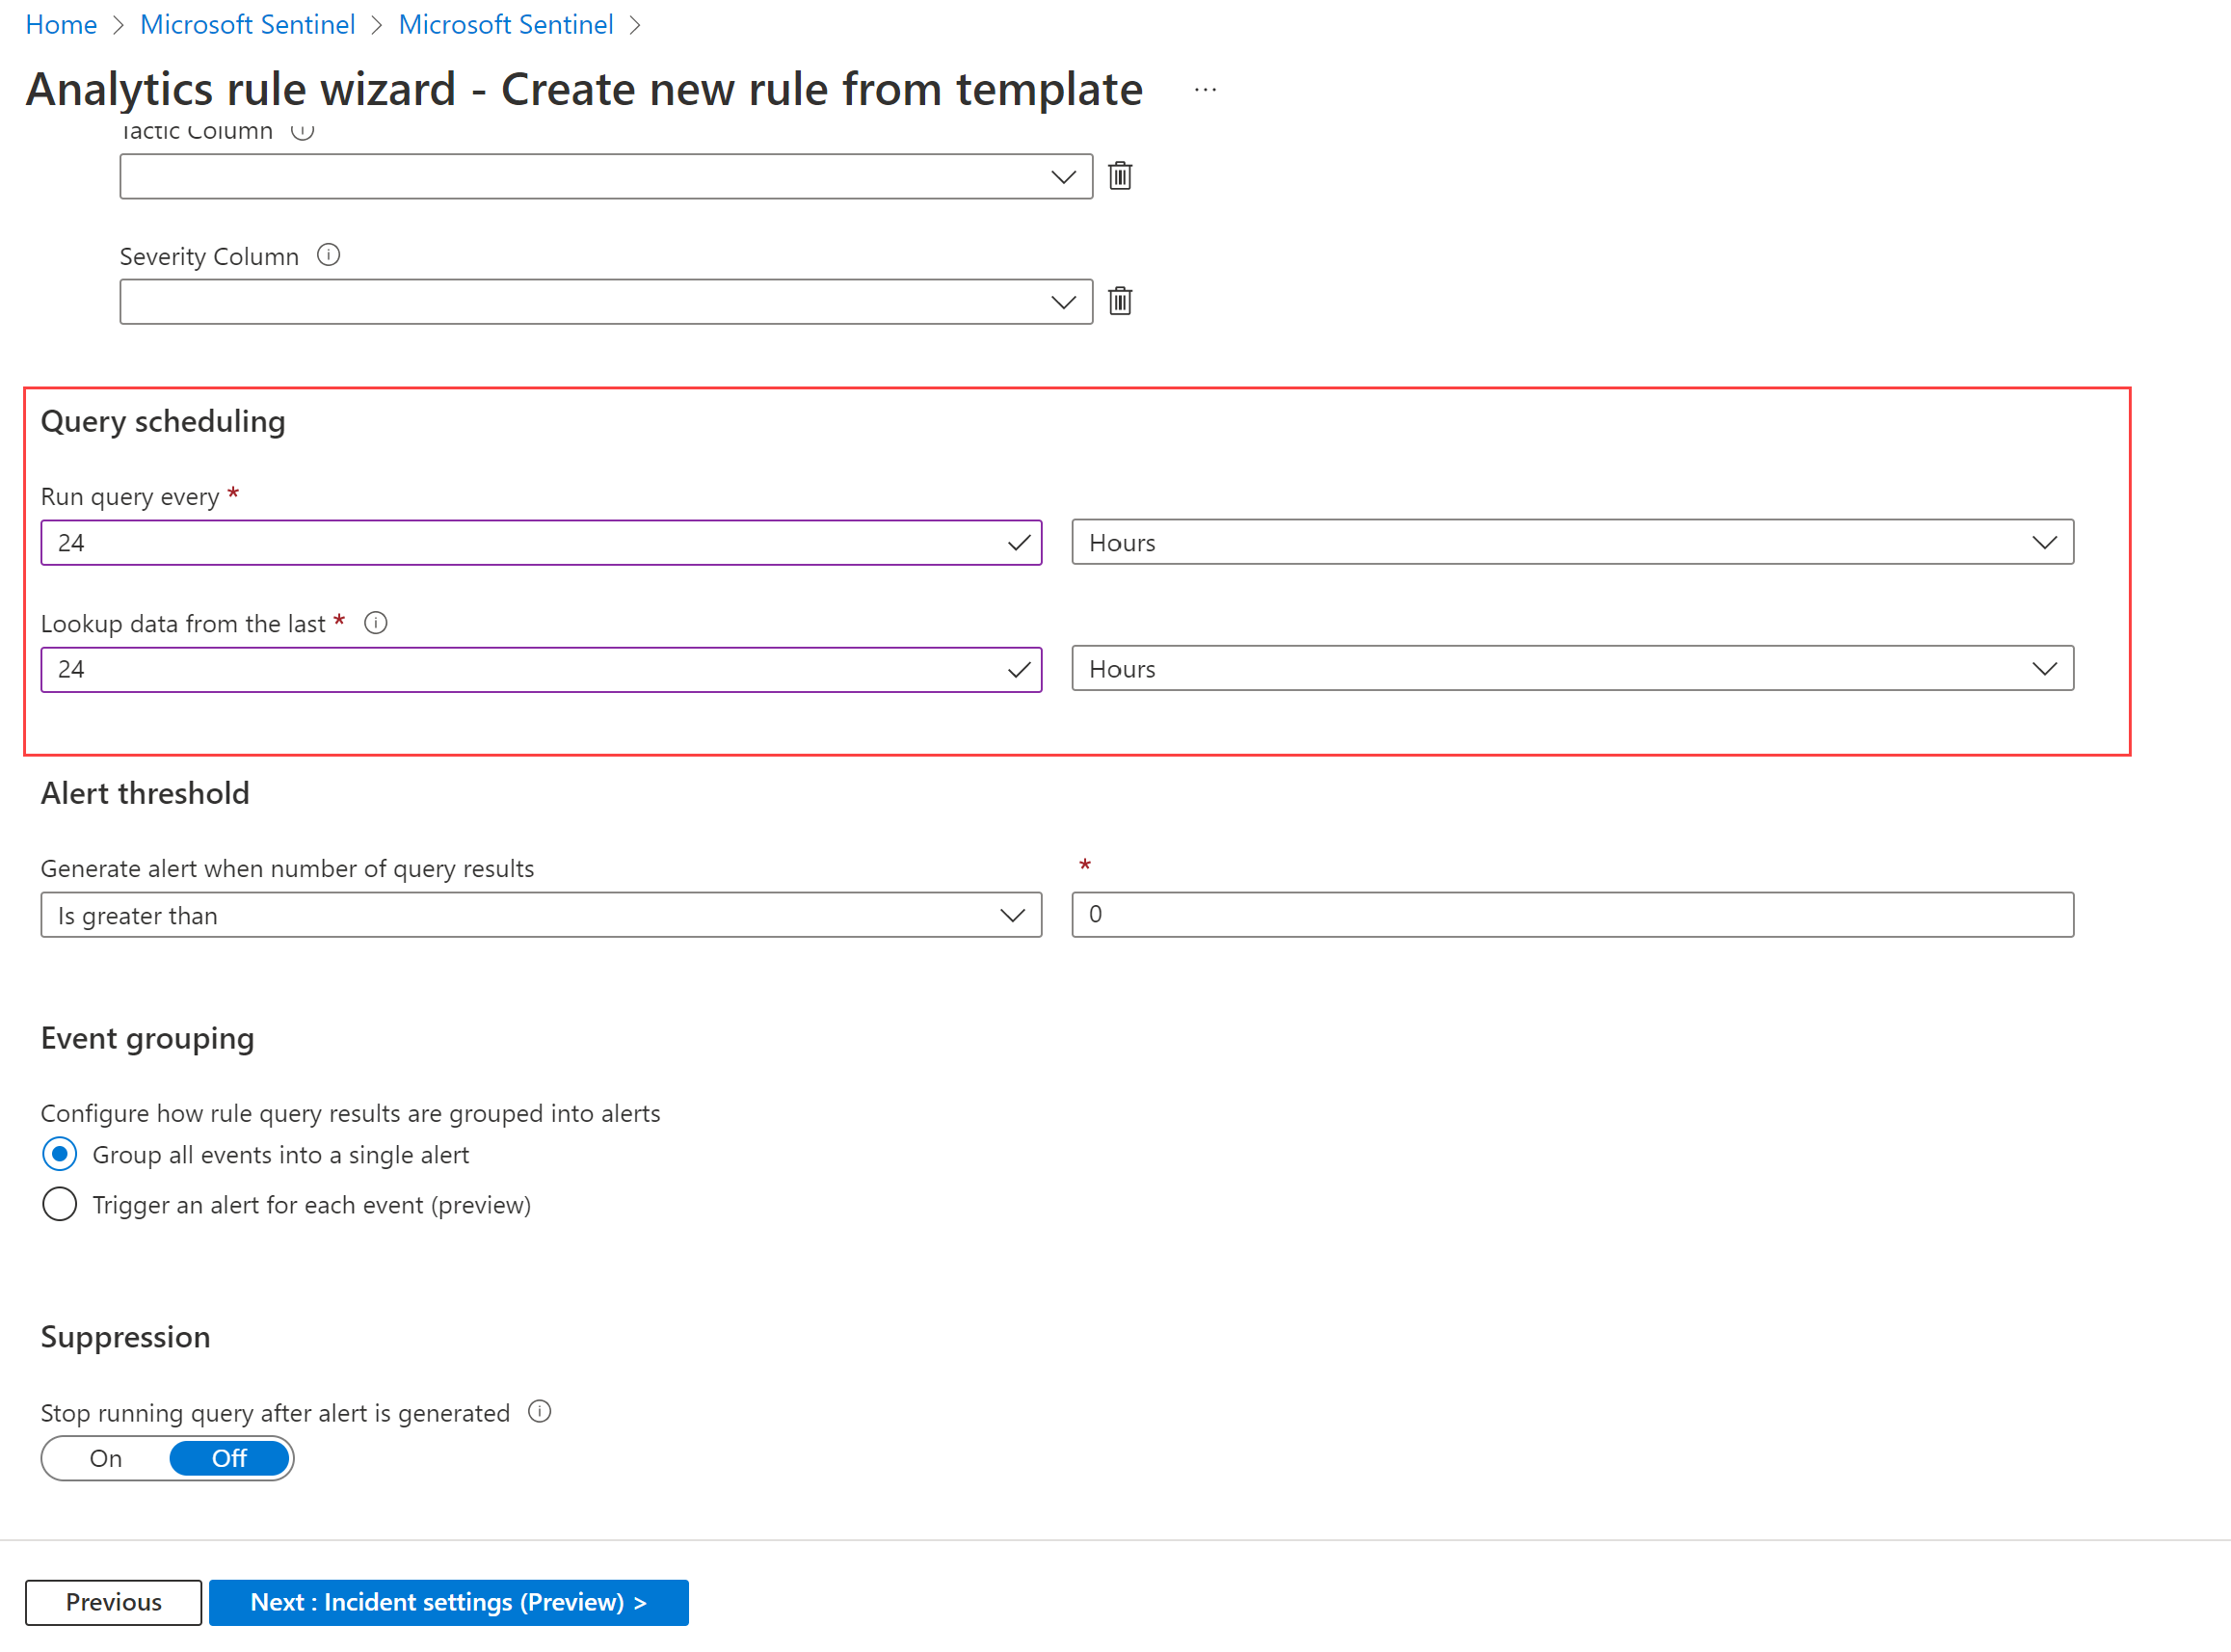 Home > Microsoft Sentinel > Microsoft Sentinel >
Analytics rule wizard - Create new rule from template ...
Tactic Column
Severity Column
Query scheduling
Run query every *
24 Hours
Lookup data from the last *
24 Hours
Alert threshold
Generate alert when number of query results *
Is greater than 0
Event grouping
Configure how rule query results are grouped into alerts
Group all events into a single alert
Trigger an alert for each event (preview)
Suppression
Stop running query after alert is generated
On Off
Previous Next : Incident settings (Preview) >